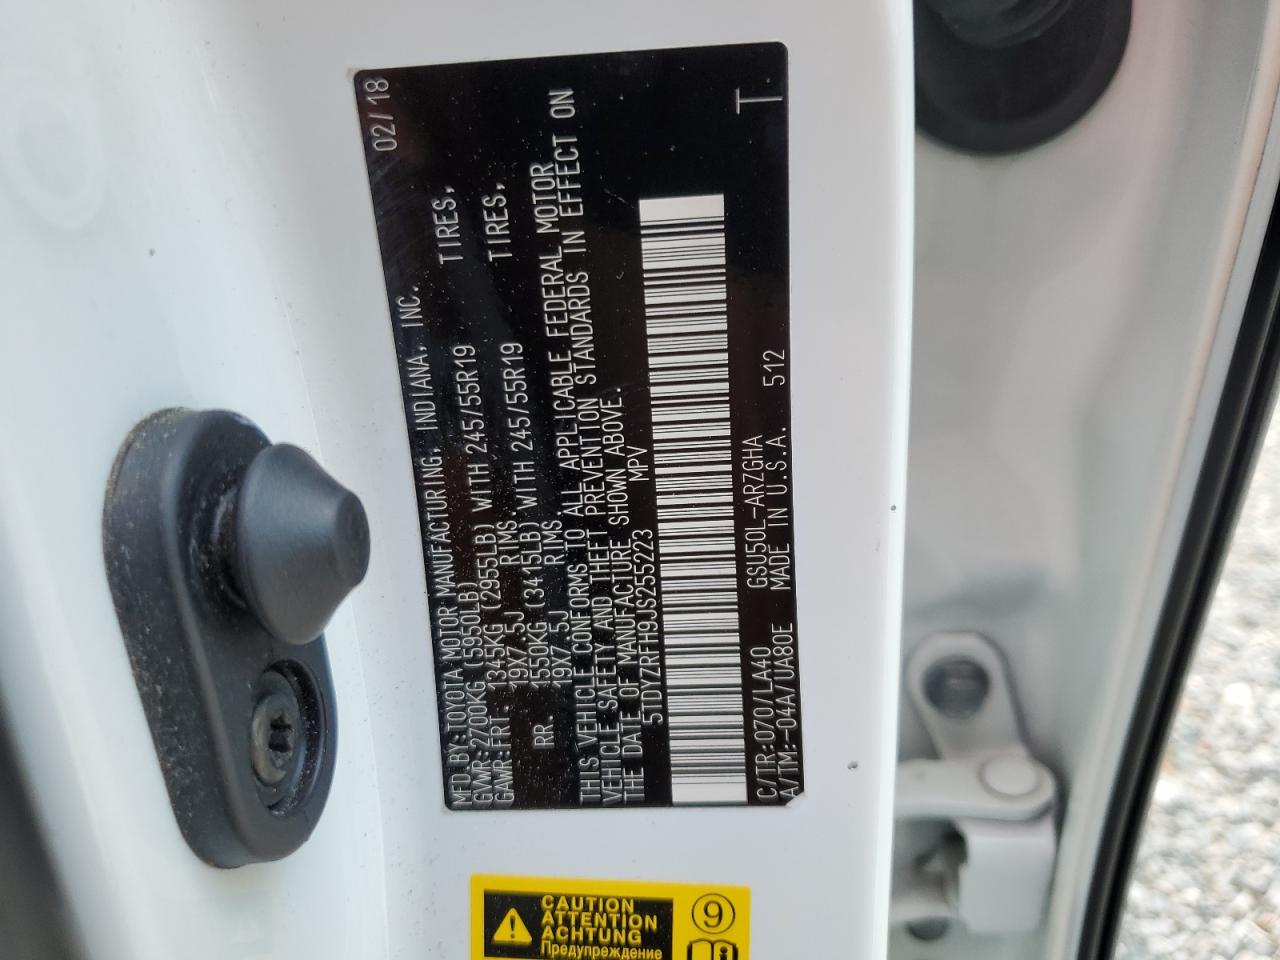 MFD.BY:TOYOTA MOTOR MANUFACTURING, INDIANA, INC. 02/18
GVWR:2700KG (5950LB)
GAWR:FRT. 1345KG (2955LB) WITH 245/55R19 TIRES,
19X7.5J RIMS.
RR. 1550KG (3415LB) WITH 245/55R19 TIRES,
19X7.5J RIMS
THIS VEHICLE CONFORMS TO ALL APPLICABLE FEDERAL MOTOR
VEHICLE SAFETY AND THEFT PREVENTION STANDARDS IN EFFECT ON
THE DATE OF MANUFACTURE SHOWN ABOVE.
5TDYZRFH9JS255223 MPV
T
C/TR:070/LA40 GSU50L-ARZGHA
A/TM:-04A/UA80E MADE IN U.S.A. 512
CAUTION
ATTENTION
ACHTUNG
Предупреждение
9